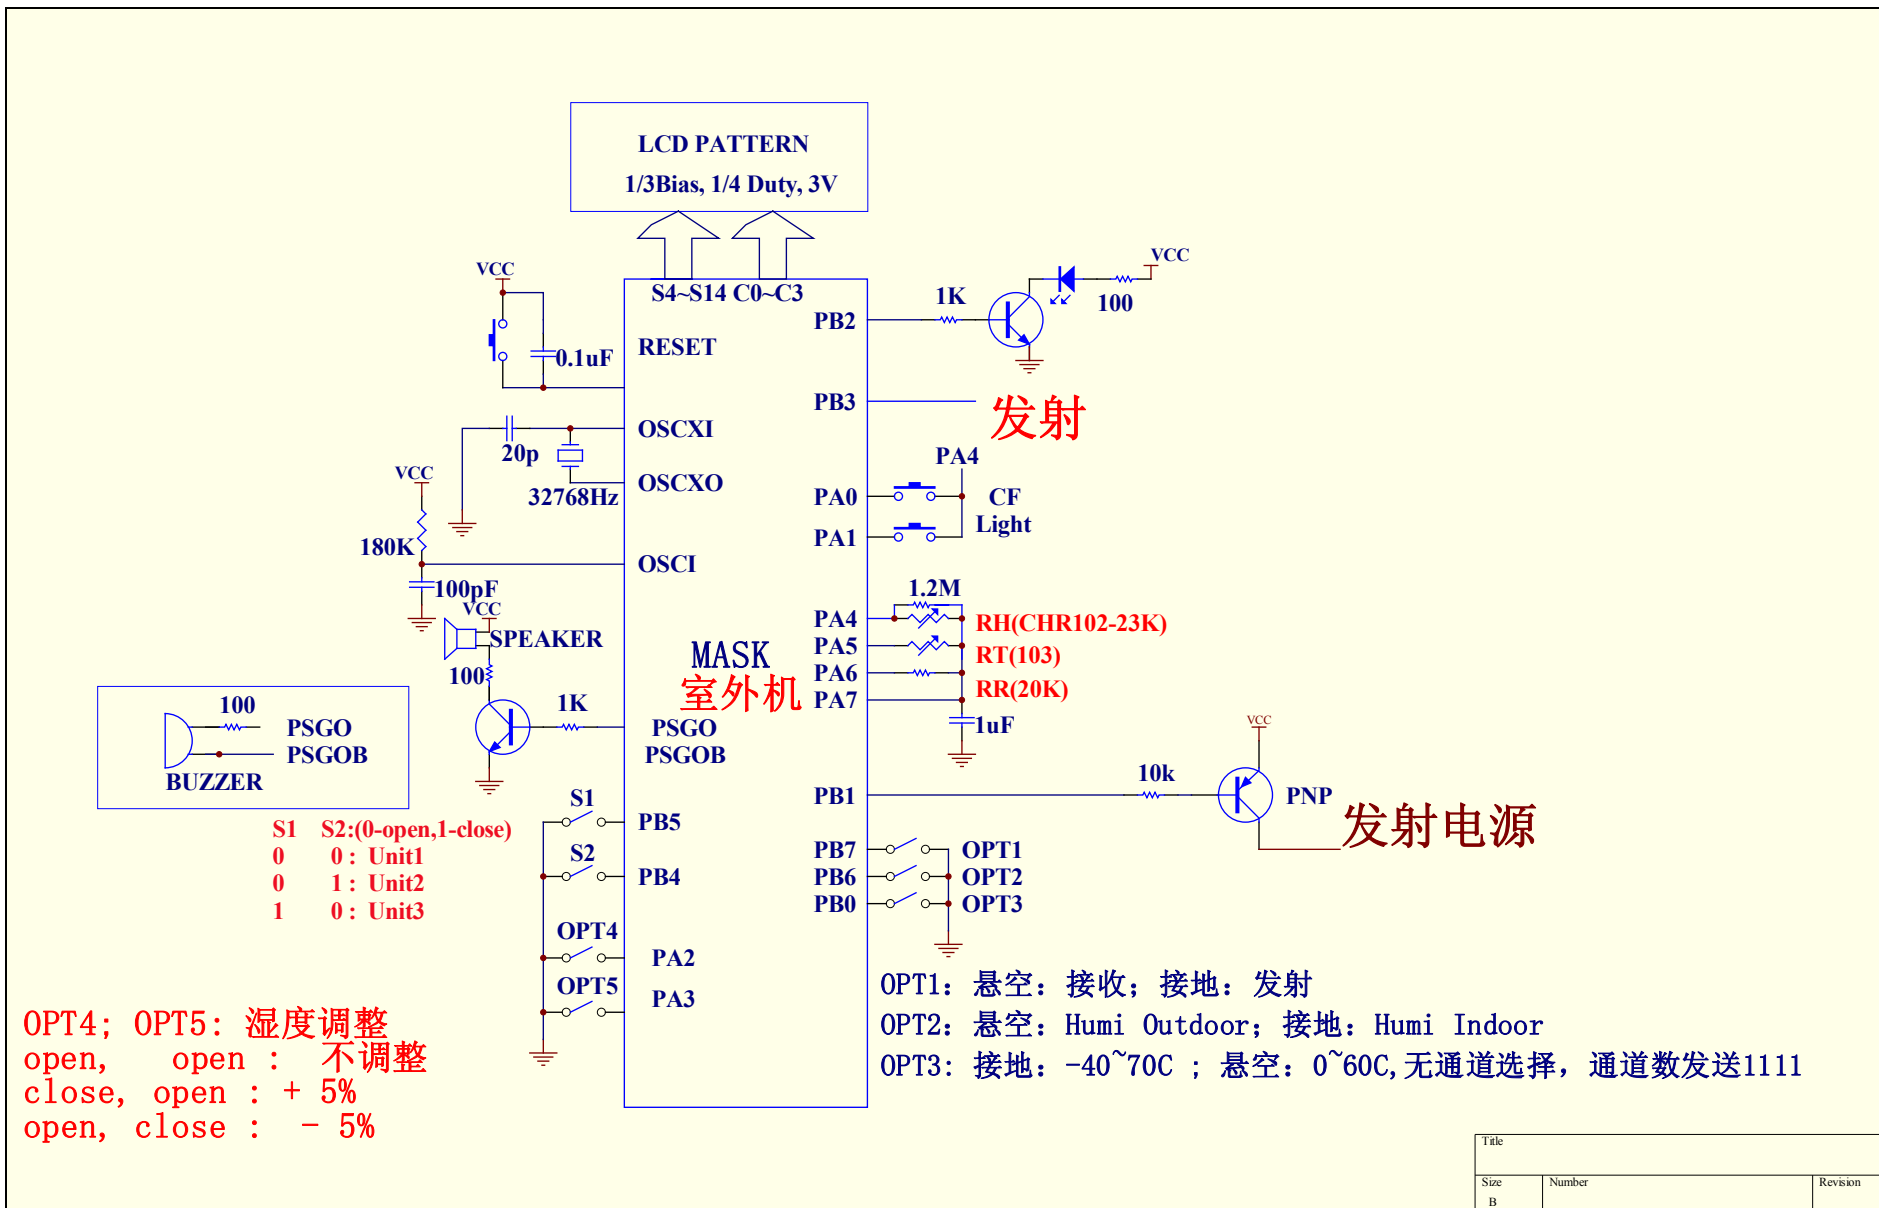 LCD PATTERN
1/3Bias, 1/4 Duty, 3V
VCC
S4~S14 C0~C3
RESET
0.1uF
OSCXI
20p
OSCXO
32768Hz
VCC
180K
OSCI
100pF
VCC
SPEAKER
100
1K
MASK
室外机
PSGO
PSGOB
100
PSGO
PSGOB
BUZZER
S1 S2:(0-open,1-close)
0 0 : Unit1
0 1 : Unit2
1 0 : Unit3
S1
PB5
S2
PB4
OPT4
PA2
OPT5
PA3
PB2
1K
100
VCC
PB3
发射
PA4
PA0
CF
Light
PA1
1.2M
PA4
RH(CHR102-23K)
PA5
RT(103)
PA6
RR(20K)
PA7
1uF
PB1
10k
VCC
PNP
发射电源
PB7
OPT1
PB6
OPT2
PB0
OPT3
OPT1: 悬空: 接收; 接地: 发射
OPT2: 悬空: Humi Outdoor; 接地: Humi Indoor
OPT3: 接地: -40~70C ; 悬空: 0~60C,无通道选择，通道数发送1111
OPT4; OPT5: 湿度调整
open, open : 不调整
close, open : + 5%
open, close : - 5%
Title
Size
Number
Revision
B